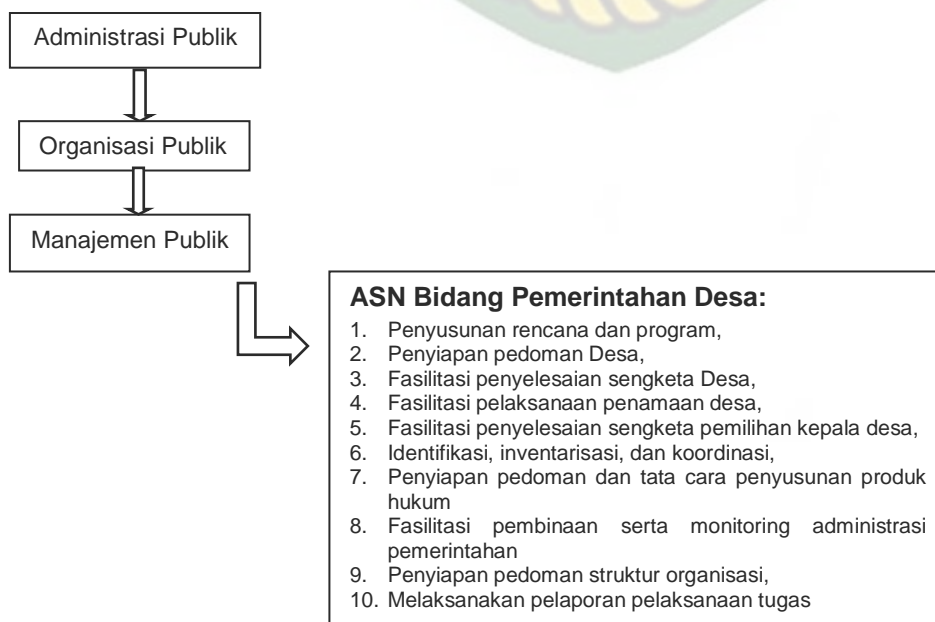 Administrasi Publik
Organisasi Publik
Manajemen Publik
ASN Bidang Pemerintahan Desa:
1. Penyusunan rencana dan program,
2. Penyiapan pedoman Desa,
3. Fasilitasi penyelesaian sengketa Desa,
4. Fasilitasi pelaksanaan penamaan desa,
5. Fasilitasi penyelesaian sengketa pemilihan kepala desa,
6. Identifikasi, inventarisasi, dan koordinasi,
7. Penyiapan pedoman dan tata cara penyusunan produk
hukum
8. Fasilitasi pembinaan serta monitoring administrasi
pemerintahan
9. Penyiapan pedoman struktur organisasi,
10. Melaksanakan pelaporan pelaksanaan tugas